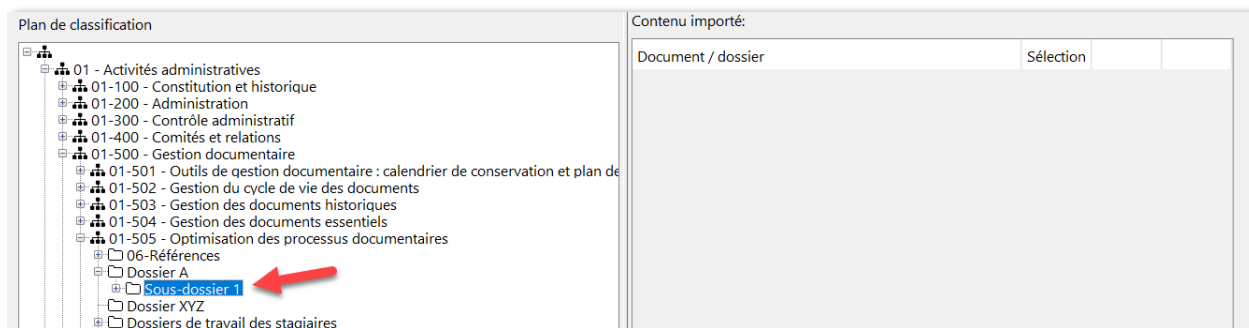 Plan de classification
01 - Activités administratives
01-100 - Constitution et historique
01-200 - Administration
01-300 - Contrôle administratif
01-400 - Comités et relations
01-500 - Gestion documentaire
01-501 - Outils de gestion documentaire : calendrier de conservation et plan de
01-502 - Gestion du cycle de vie des documents
01-503 - Gestion des documents historiques
01-504 - Gestion des documents essentiels
01-505 - Optimisation des processus documentaires
06-Références
Dossier A
Sous-dossier 1
Dossier XYZ
Dossiers de travail des stagiaires
Contenu importé:
Document / dossier Sélection